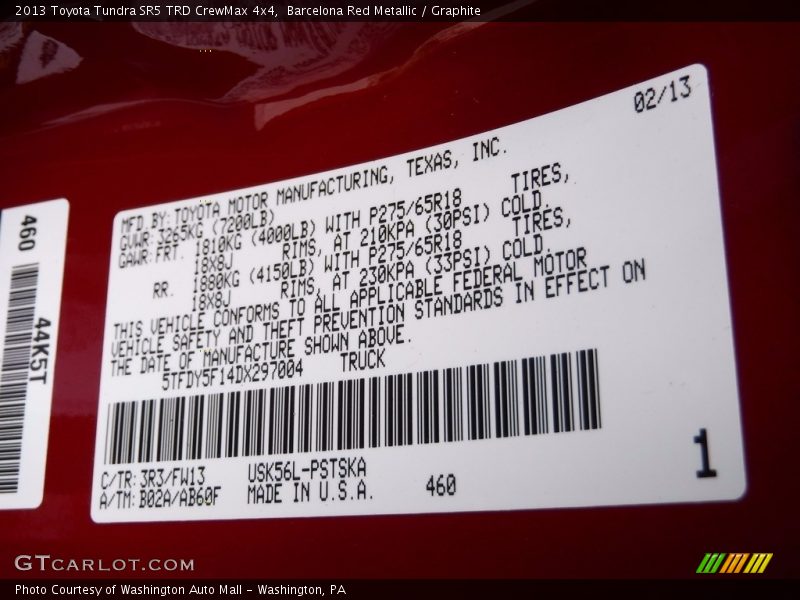 2013 Toyota Tundra SR5 TRD CrewMax 4x4, Barcelona Red Metallic / Graphite
02/13
MFD BY: TOYOTA MOTOR MANUFACTURING, TEXAS, INC.
GVWR: 3265KG (7200LB)
GAWR: FRT. 1810KG (4000LB) WITH P275/65R18 TIRES,
18X8J RIMS, AT 210KPA (30PSI) COLD.
RR. 1880KG (4150LB) WITH P275/65R18 TIRES,
18X8J RIMS, AT 230KPA (33PSI) COLD.
THIS VEHICLE CONFORMS TO ALL APPLICABLE FEDERAL MOTOR
VEHICLE SAFETY AND THEFT PREVENTION STANDARDS IN EFFECT ON
THE DATE OF MANUFACTURE SHOWN ABOVE.
5TFDY5F14DX297004 TRUCK
C/TR: 3R3/FW13 USK56L-PSTSKA
A/TM: B02A/AB60F MADE IN U.S.A. 460
1
460
44K5T
GTCARLOT.COM
Photo Courtesy of Washington Auto Mall - Washington, PA